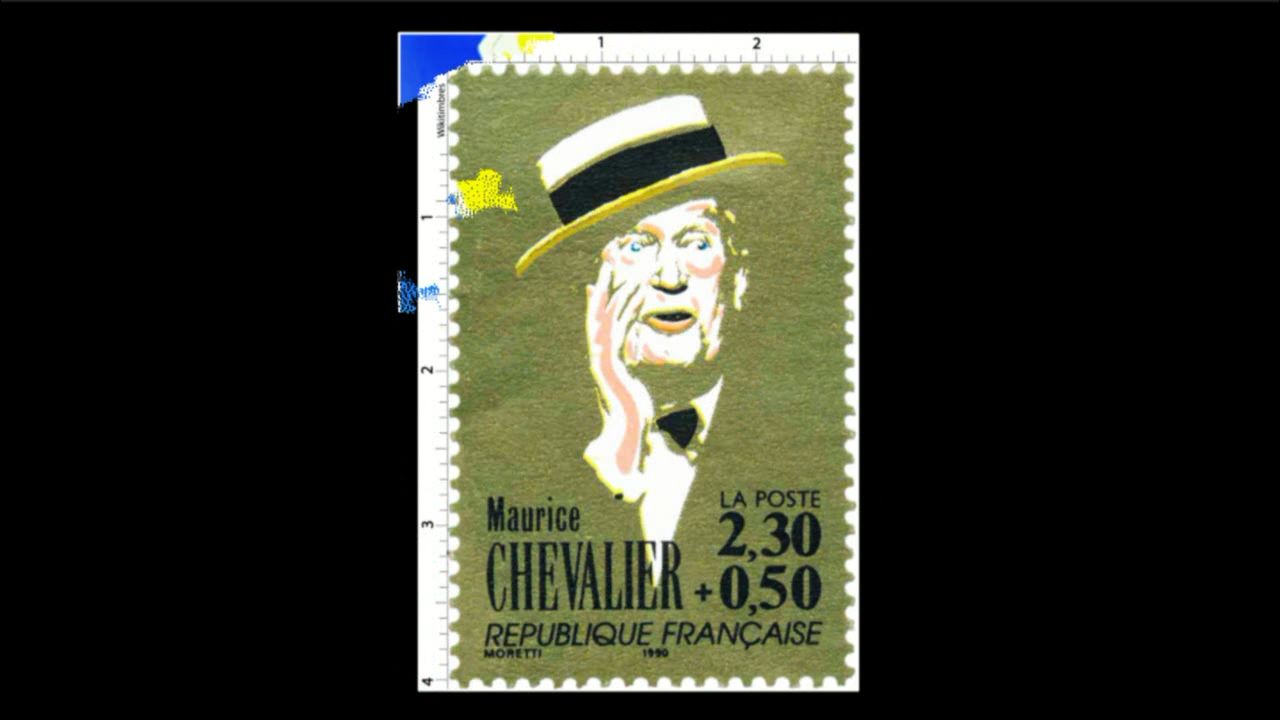 1 2
Wikitimbres
1
2
3
4
Maurice
CHEVALIER
LA POSTE
2,30
+0,50
REPUBLIQUE FRANÇAISE
MORETTI 1990